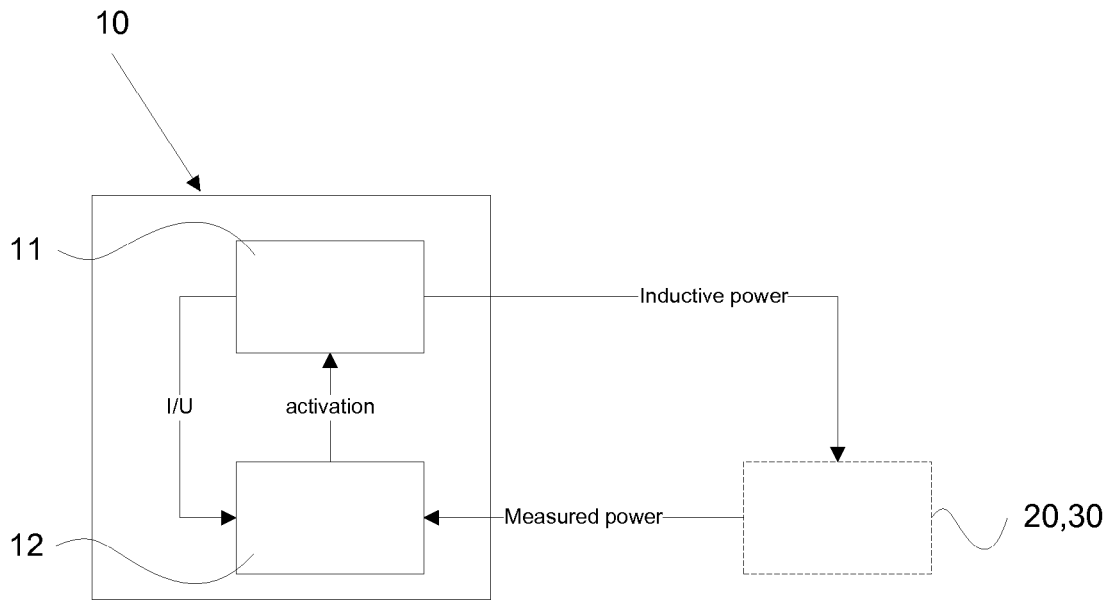 10
11
Inductive power
I/U
activation
Measured power
20,30
12